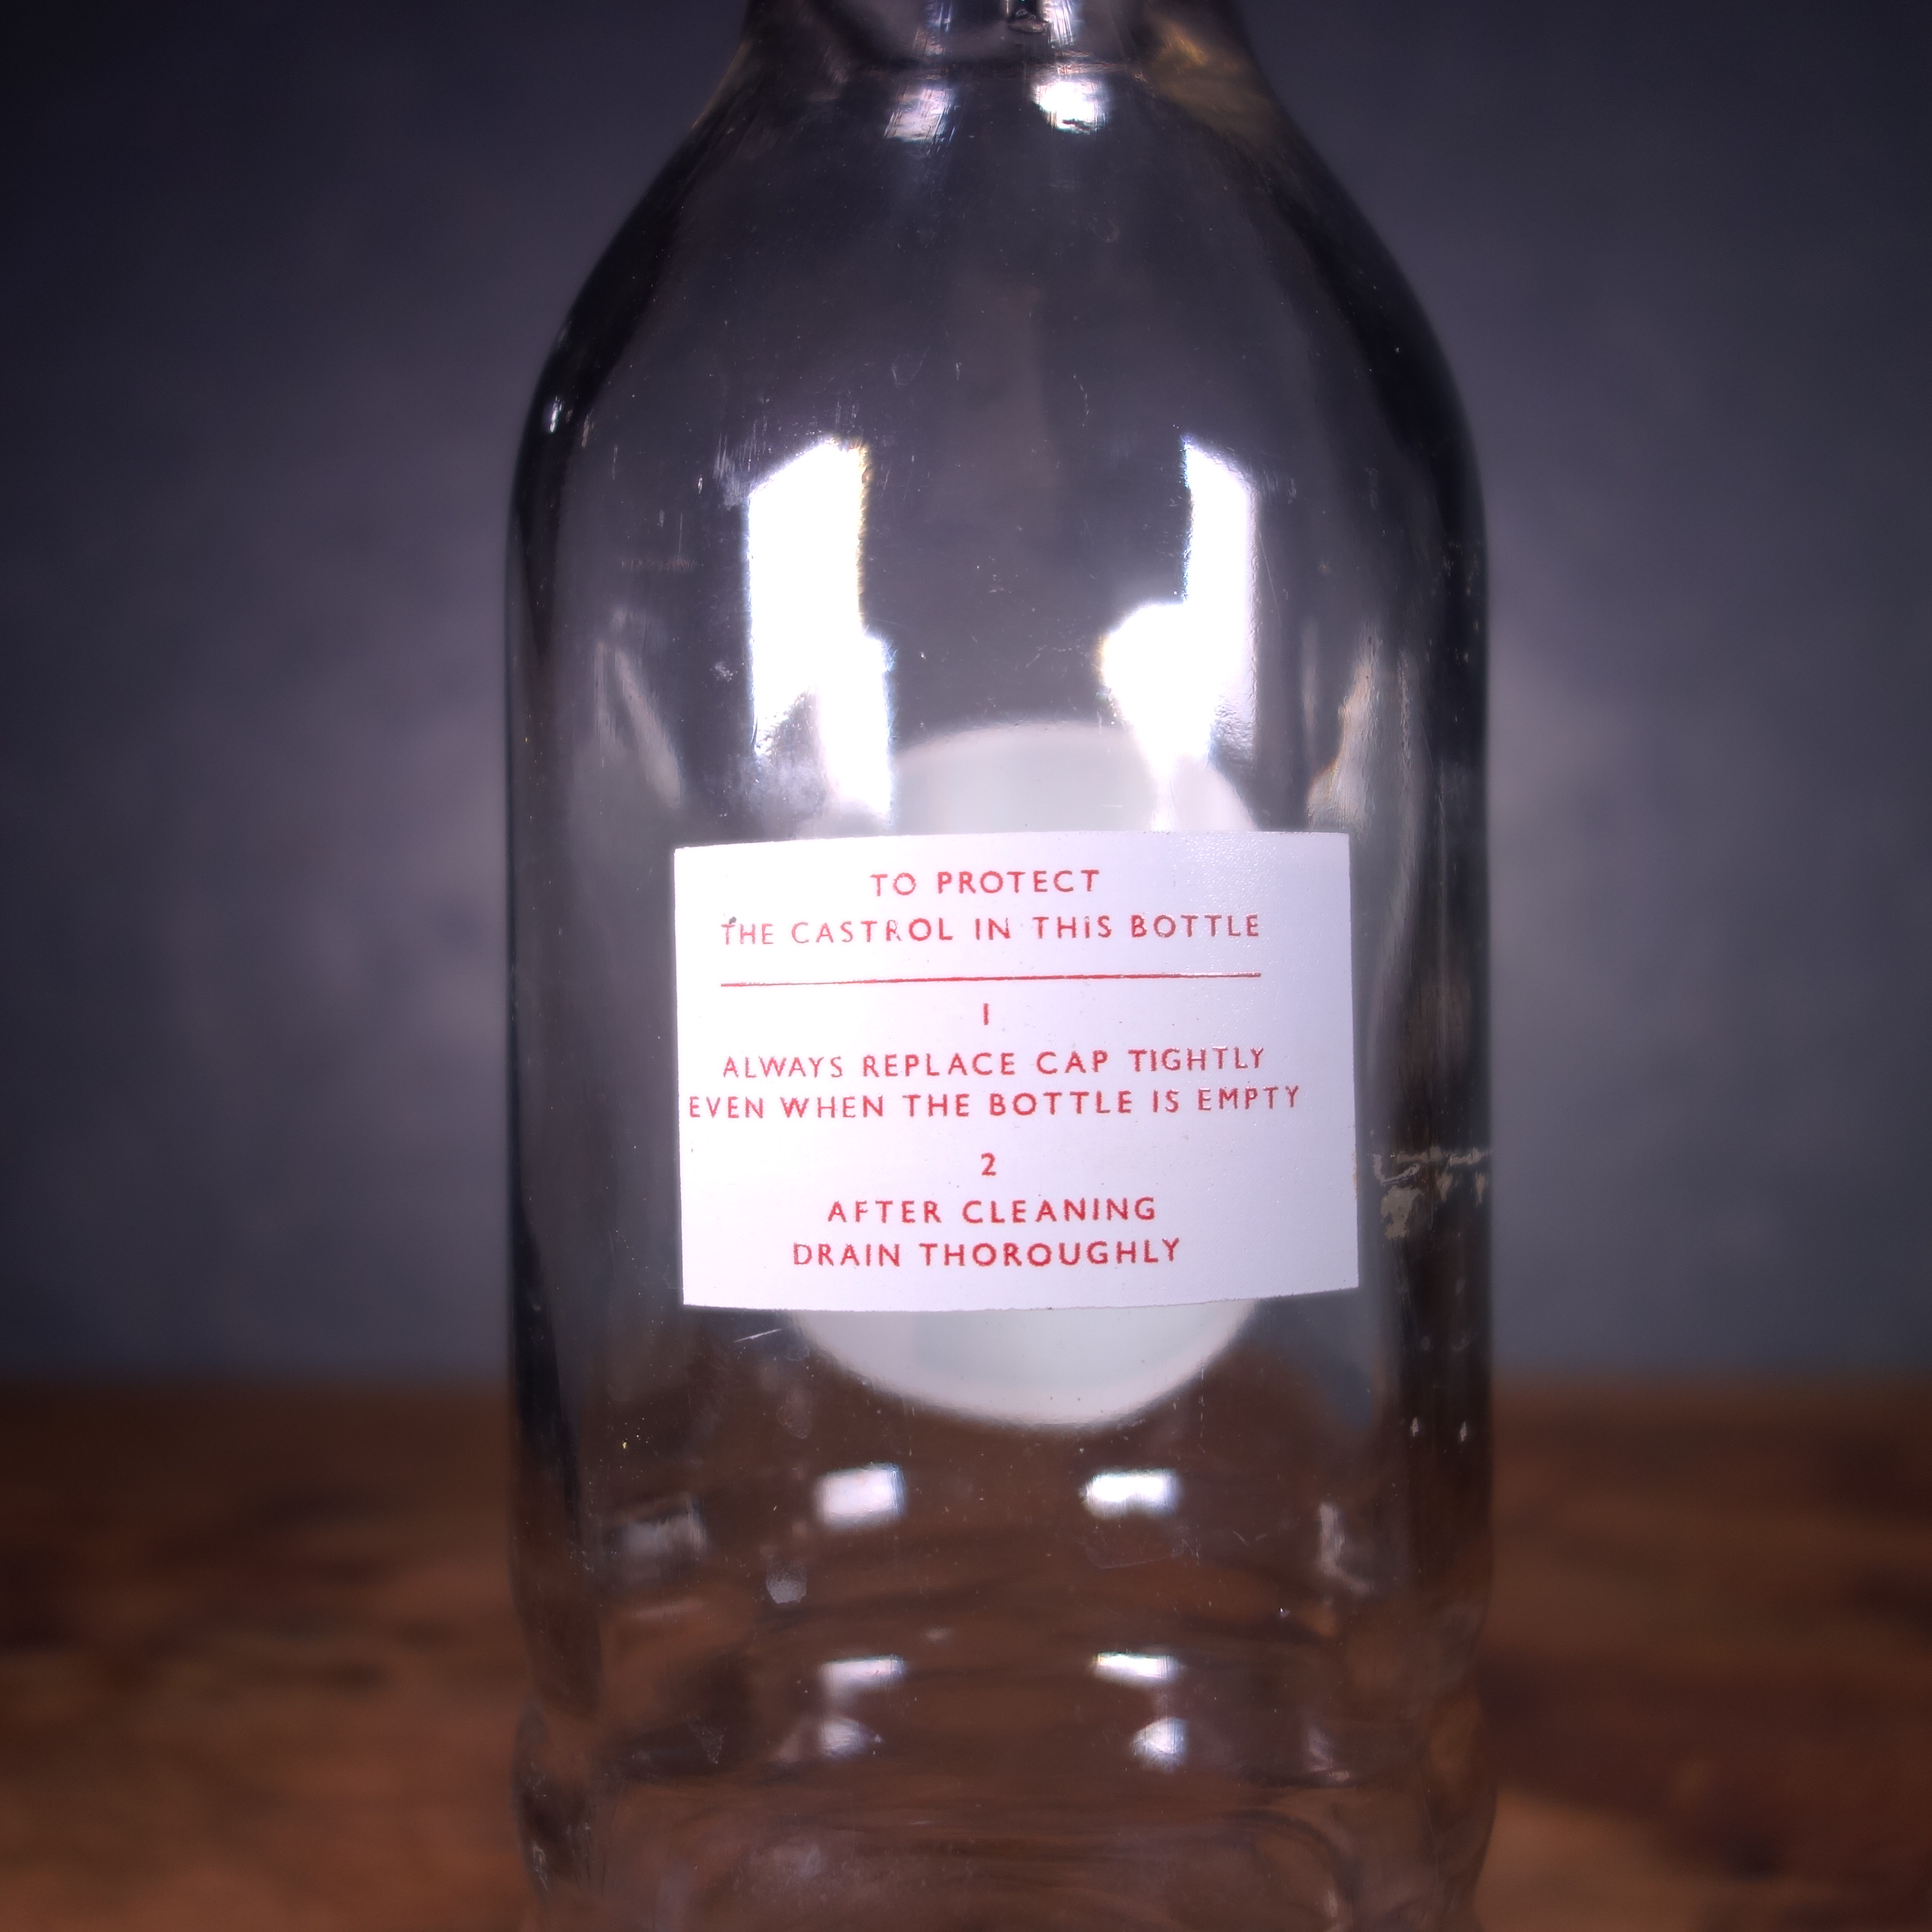 TO PROTECT
THE CASTROL IN THIS BOTTLE
1
ALWAYS REPLACE CAP TIGHTLY
EVEN WHEN THE BOTTLE IS EMPTY
2
AFTER CLEANING
DRAIN THOROUGHLY